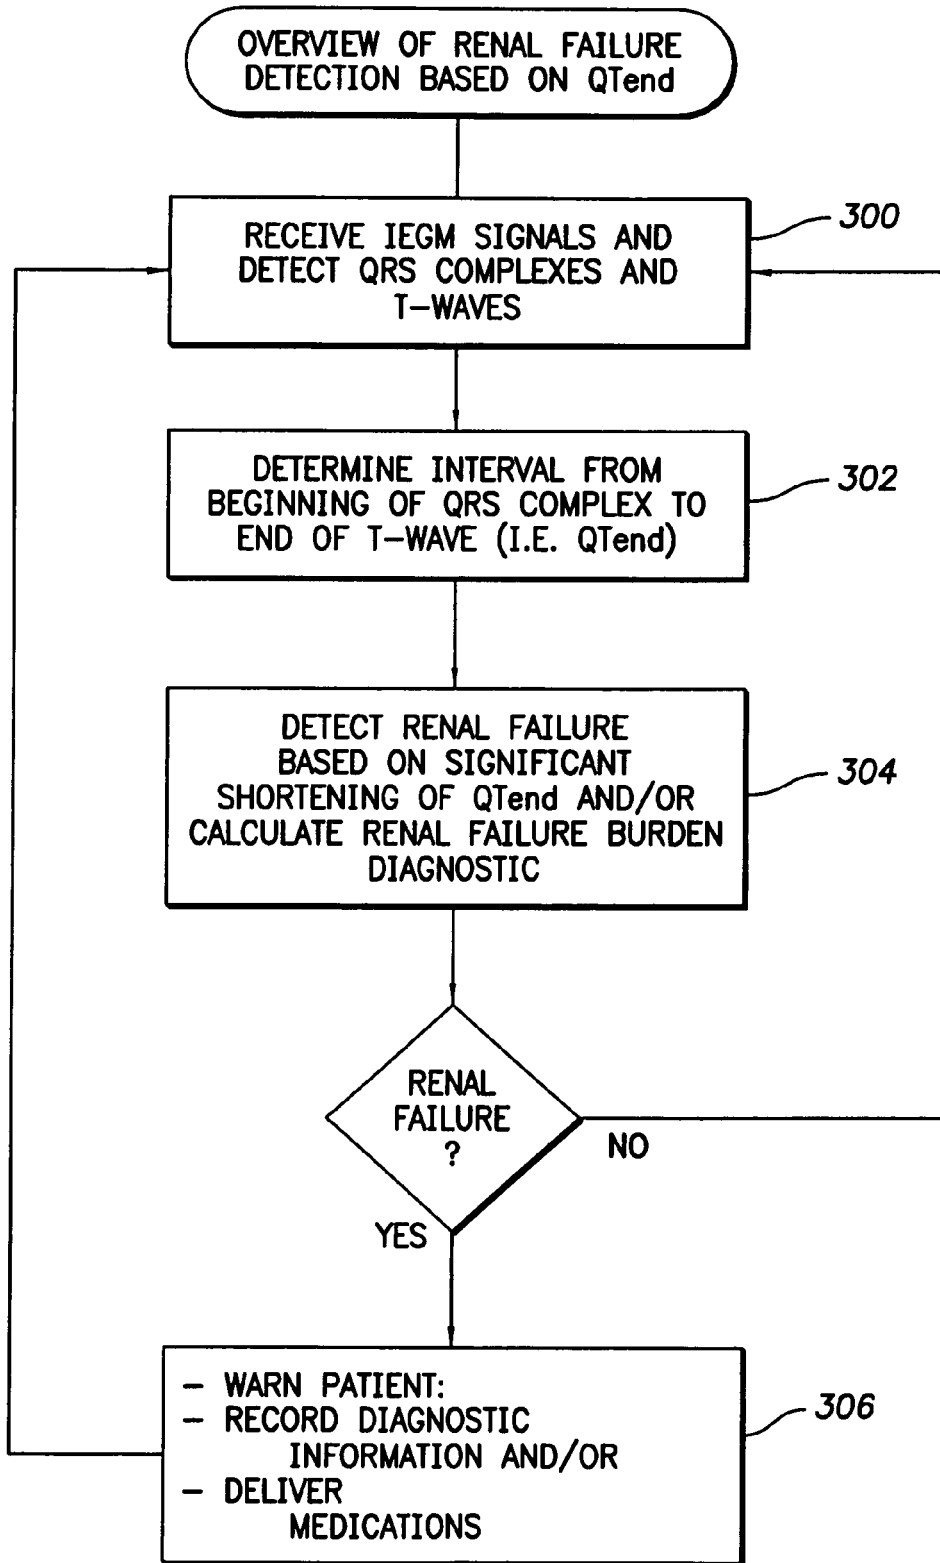 OVERVIEW OF RENAL FAILURE
DETECTION BASED ON QTend
RECEIVE IEGM SIGNALS AND
DETECT QRS COMPLEXES AND
T-WAVES
300
DETERMINE INTERVAL FROM
BEGINNING OF QRS COMPLEX TO
END OF T-WAVE (I.E. QTend)
302
DETECT RENAL FAILURE
BASED ON SIGNIFICANT
SHORTENING OF QTend AND/OR
CALCULATE RENAL FAILURE BURDEN
DIAGNOSTIC
304
RENAL
FAILURE
?
NO
YES
- WARN PATIENT:
- RECORD DIAGNOSTIC
INFORMATION AND/OR
- DELIVER
MEDICATIONS
306